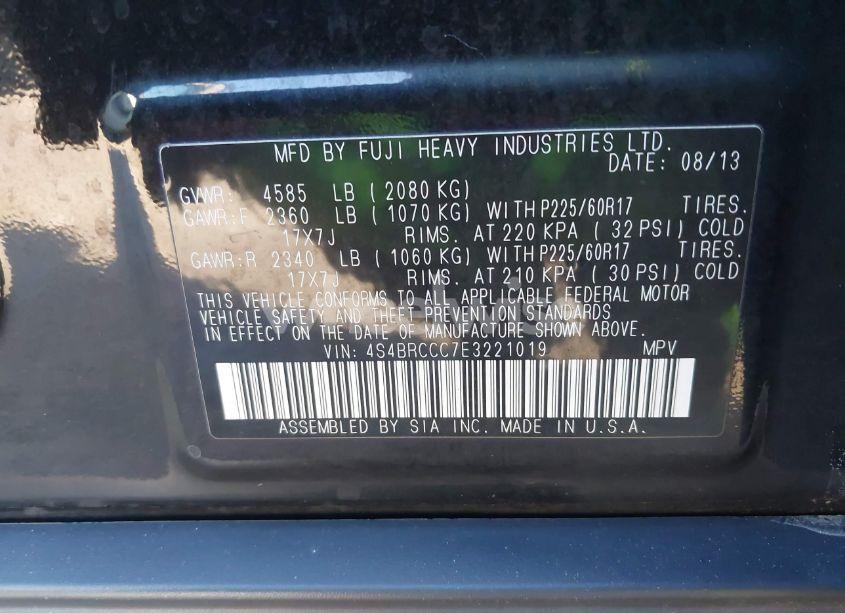 MFD BY FUJI HEAVY INDUSTRIES LTD.
DATE: 08/13
GVWR: 4585 LB ( 2080 KG)
GAWR:F 2360 LB ( 1070 KG) WITH P225/60R17 TIRES.
17X7J RIMS. AT 220 KPA ( 32 PSI) COLD
GAWR:R 2340 LB ( 1060 KG) WITH P225/60R17 TIRES.
17X7J RIMS. AT 210 KPA ( 30 PSI) COLD
THIS VEHICLE CONFORMS TO ALL APPLICABLE FEDERAL MOTOR
VEHICLE SAFETY AND THEFT PREVENTION STANDARDS
IN EFFECT ON THE DATE OF MANUFACTURE SHOWN ABOVE.
VIN: 4S4BRCCC7E3221019 MPV
ASSEMBLED BY SIA INC. MADE IN U.S.A.